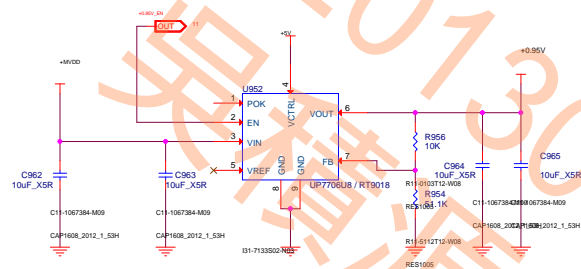 +0.95V_EN
OUT
11
+5V
+0.95V
+MVDD
U952
1
POK
2
EN
3
VIN
5
VREF
4
VCTRL
VOUT
6
FB
7
GND
8
GND
9
UP7706U8 / RT9018
C962
10uF_X5R
C963
10uF_X5R
R956
10K
C964
10uF_X5R
C965
10uF_X5R
R11-0103T12-W08
R954
51.1K
RES1005
C11-1067384-M09
C11-1067384-M09
C11-1067384-M09
CAP1608_2012_1_53H
CAP1608_2012_1_53H
I31-7133S02-N03
R11-5112T12-W08
RES1005